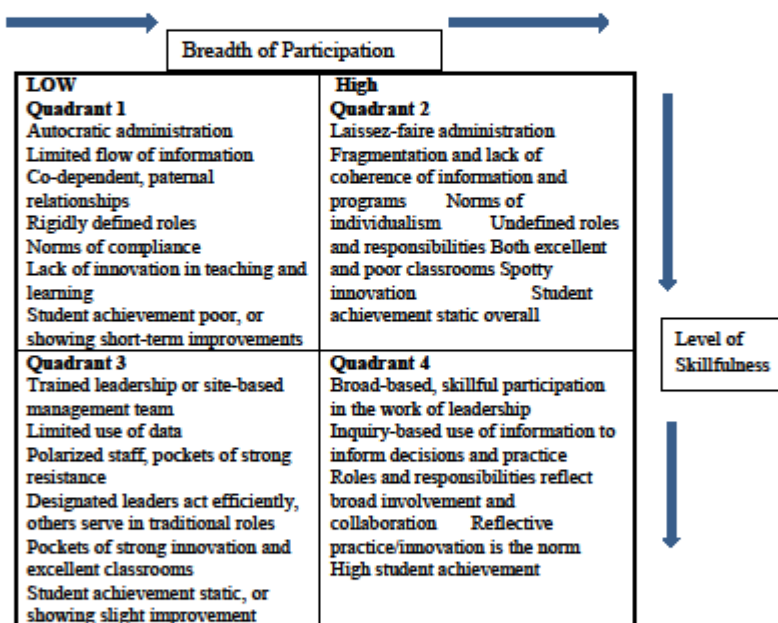 Breadth of Participation
LOW
Quadrant 1
Autocratic administration
Limited flow of information
Co-dependent, paternal
relationships
Rigidly defined roles
Norms of compliance
Lack of innovation in teaching and
learning
Student achievement poor, or
showing short-term improvements
High
Quadrant 2
Laissez-faire administration
Fragmentation and lack of
coherence of information and
programs Norms of
individualism Undefined roles
and responsibilities Both excellent
and poor classrooms Spotty
innovation Student
achievement static overall
Level of
Skillfulness
Quadrant 3
Trained leadership or site-based
management team
Limited use of data
Polarized staff, pockets of strong
resistance
Designated leaders act efficiently,
others serve in traditional roles
Pockets of strong innovation and
excellent classrooms
Student achievement static, or
showing slight improvement
Quadrant 4
Broad-based, skillful participation
in the work of leadership
Inquiry-based use of information to
inform decisions and practice
Roles and responsibilities reflect
broad involvement and
collaboration Reflective
practice/innovation is the norm
High student achievement